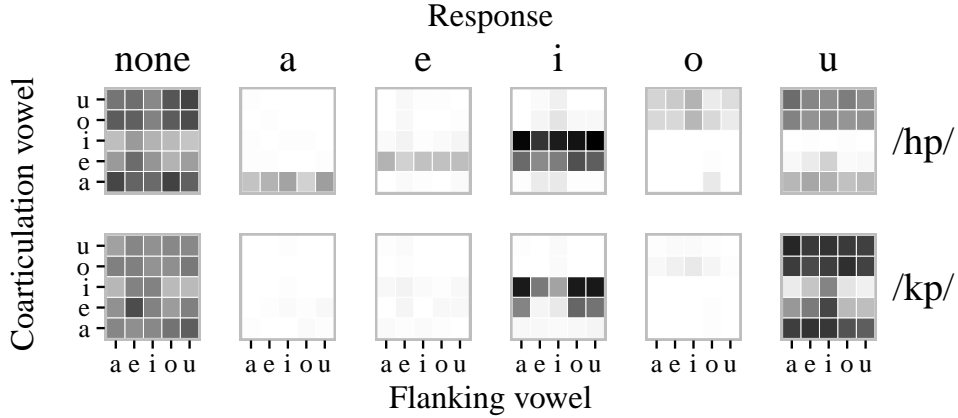 Response
none a e i o u
Coarticulation vowel
u
o
i
e
a
/hp/
u
o
i
e
a
/kp/
a e i o u a e i o u a e i o u a e i o u a e i o u a e i o u
Flanking vowel